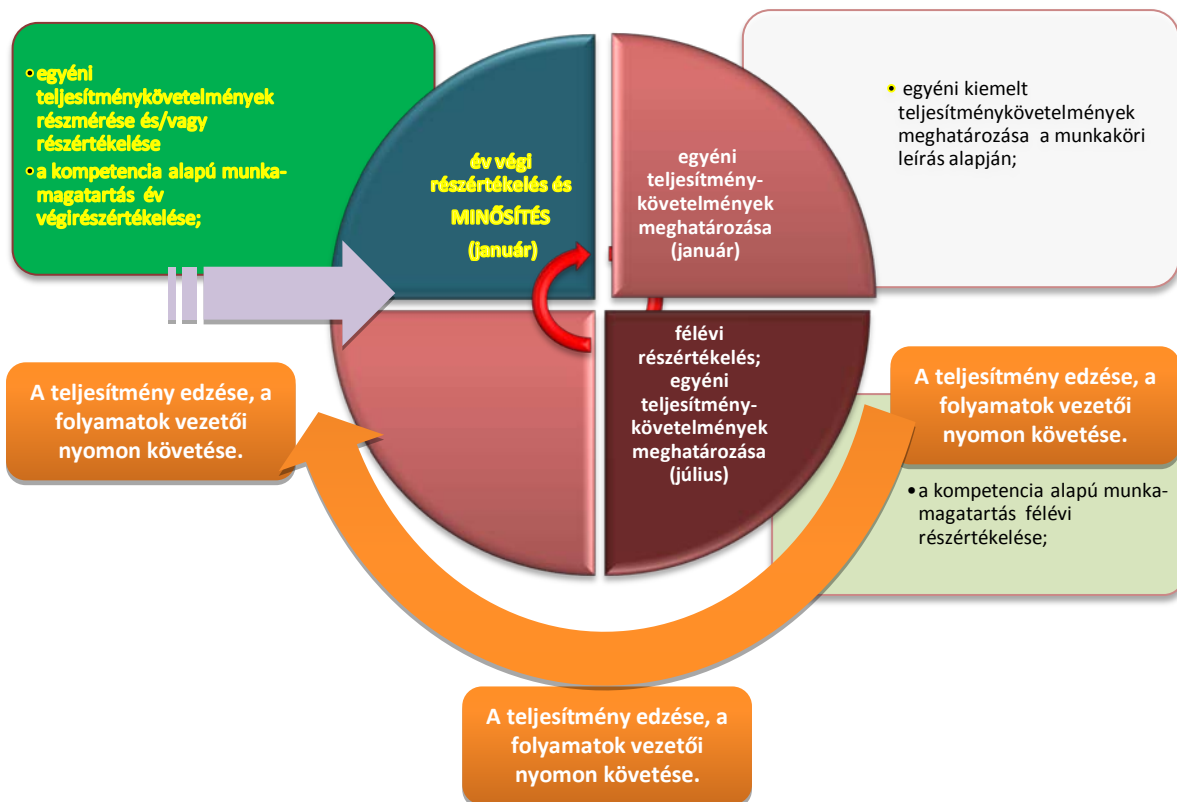 • egyéni
teljesítménykövetelmények
részmérése és/vagy
részértékelése
• a kompetencia alapú munka-
magatartás év
végirészértékelése;
év végi
részértékelés és
MINŐSÍTÉS
(január)
egyéni
teljesítmény-
követelmények
meghatározása
(január)
• egyéni kiemelt
teljesítménykövetelmények
meghatározása a munkaköri
leírás alapján;
félévi
részértékelés;
egyéni
teljesítmény-
követelmények
meghatározása
(július)
A teljesítmény edzése, a
folyamatok vezetői
nyomon követése.
A teljesítmény edzése, a
folyamatok vezetői
nyomon követése.
• a kompetencia alapú munka-
magatartás félévi
részértékelése;
A teljesítmény edzése, a
folyamatok vezetői
nyomon követése.